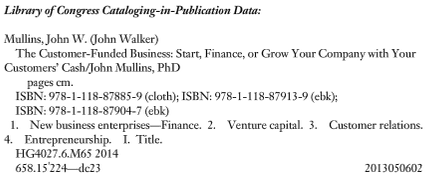 Library of Congress Cataloging-in-Publication Data:
Mullins, John W. (John Walker)
The Customer-Funded Business: Start, Finance, or Grow Your Company with Your
Customers’ Cash/John Mullins, PhD
pages cm.
ISBN: 978-1-118-87885-9 (cloth); ISBN: 978-1-118-87913-9 (ebk);
ISBN: 978-1-118-87904-7 (ebk)
1. New business enterprises—Finance. 2. Venture capital. 3. Customer relations.
4. Entrepreneurship. I. Title.
HG4027.6.M65 2014
658.15'224—dc23 2013050602